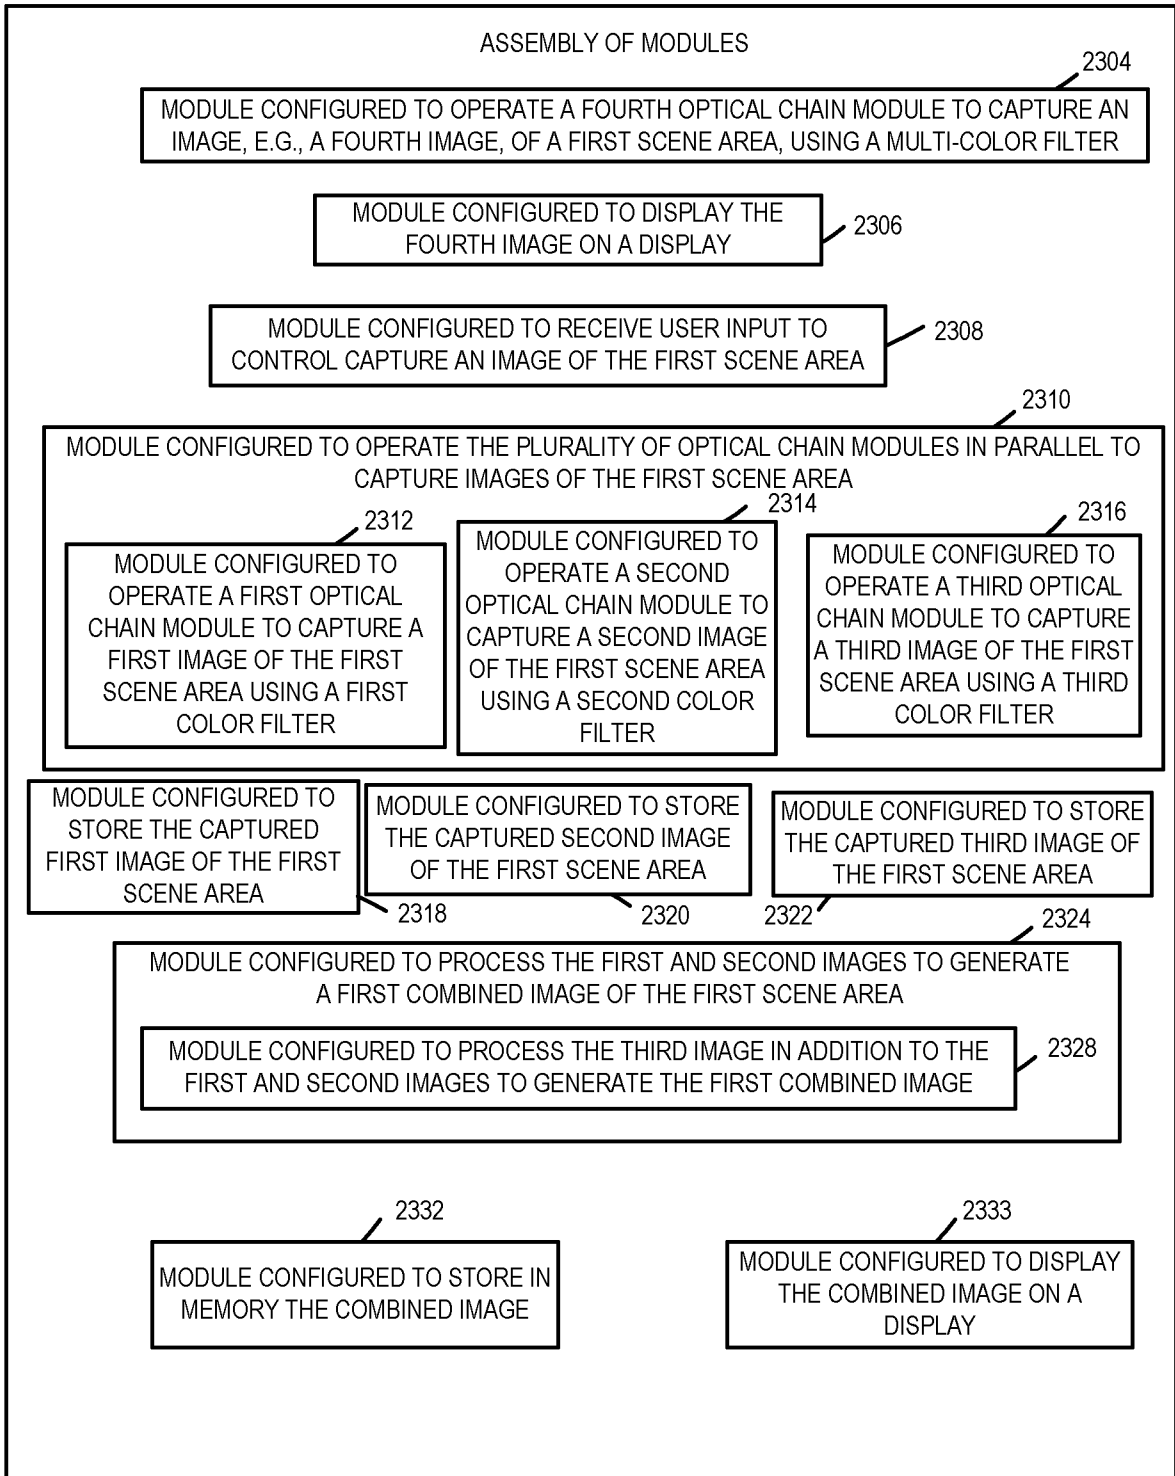 ASSEMBLY OF MODULES
2304
MODULE CONFIGURED TO OPERATE A FOURTH OPTICAL CHAIN MODULE TO CAPTURE AN
IMAGE, E.G., A FOURTH IMAGE, OF A FIRST SCENE AREA, USING A MULTI-COLOR FILTER
MODULE CONFIGURED TO DISPLAY THE
FOURTH IMAGE ON A DISPLAY
2306
MODULE CONFIGURED TO RECEIVE USER INPUT TO
CONTROL CAPTURE AN IMAGE OF THE FIRST SCENE AREA
2308
2310
MODULE CONFIGURED TO OPERATE THE PLURALITY OF OPTICAL CHAIN MODULES IN PARALLEL TO
CAPTURE IMAGES OF THE FIRST SCENE AREA
2312
MODULE CONFIGURED TO
OPERATE A FIRST OPTICAL
CHAIN MODULE TO CAPTURE A
FIRST IMAGE OF THE FIRST
SCENE AREA USING A FIRST
COLOR FILTER
2314
MODULE CONFIGURED TO
OPERATE A SECOND
OPTICAL CHAIN MODULE TO
CAPTURE A SECOND IMAGE
OF THE FIRST SCENE AREA
USING A SECOND COLOR
FILTER
2316
MODULE CONFIGURED TO
OPERATE A THIRD OPTICAL
CHAIN MODULE TO CAPTURE
A THIRD IMAGE OF THE FIRST
SCENE AREA USING A THIRD
COLOR FILTER
MODULE CONFIGURED TO
STORE THE CAPTURED
FIRST IMAGE OF THE FIRST
SCENE AREA
2318
MODULE CONFIGURED TO STORE
THE CAPTURED SECOND IMAGE
OF THE FIRST SCENE AREA
2320
MODULE CONFIGURED TO STORE
THE CAPTURED THIRD IMAGE OF
THE FIRST SCENE AREA
2322
2324
MODULE CONFIGURED TO PROCESS THE FIRST AND SECOND IMAGES TO GENERATE
A FIRST COMBINED IMAGE OF THE FIRST SCENE AREA
MODULE CONFIGURED TO PROCESS THE THIRD IMAGE IN ADDITION TO THE
FIRST AND SECOND IMAGES TO GENERATE THE FIRST COMBINED IMAGE
2328
2332
MODULE CONFIGURED TO STORE IN
MEMORY THE COMBINED IMAGE
2333
MODULE CONFIGURED TO DISPLAY
THE COMBINED IMAGE ON A
DISPLAY